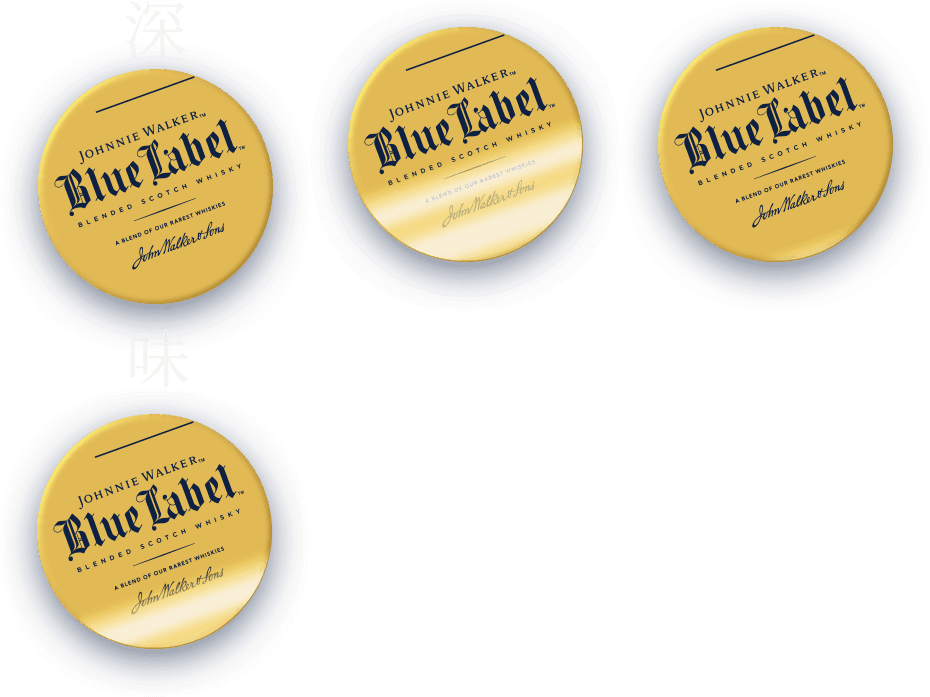 深
JOHNNIE WALKER™
Blue Label™
BLENDED SCOTCH WHISKY
A BLEND OF OUR RAREST WHISKIES
John Walker & Sons
JOHNNIE WALKER™
Blue Label™
BLENDED SCOTCH WHISKY
A BLEND OF OUR RAREST WHISKIES
John Walker & Sons
JOHNNIE WALKER™
Blue Label™
BLENDED SCOTCH WHISKY
A BLEND OF OUR RAREST WHISKIES
John Walker & Sons
味
JOHNNIE WALKER™
Blue Label™
BLENDED SCOTCH WHISKY
A BLEND OF OUR RAREST WHISKIES
John Walker & Sons